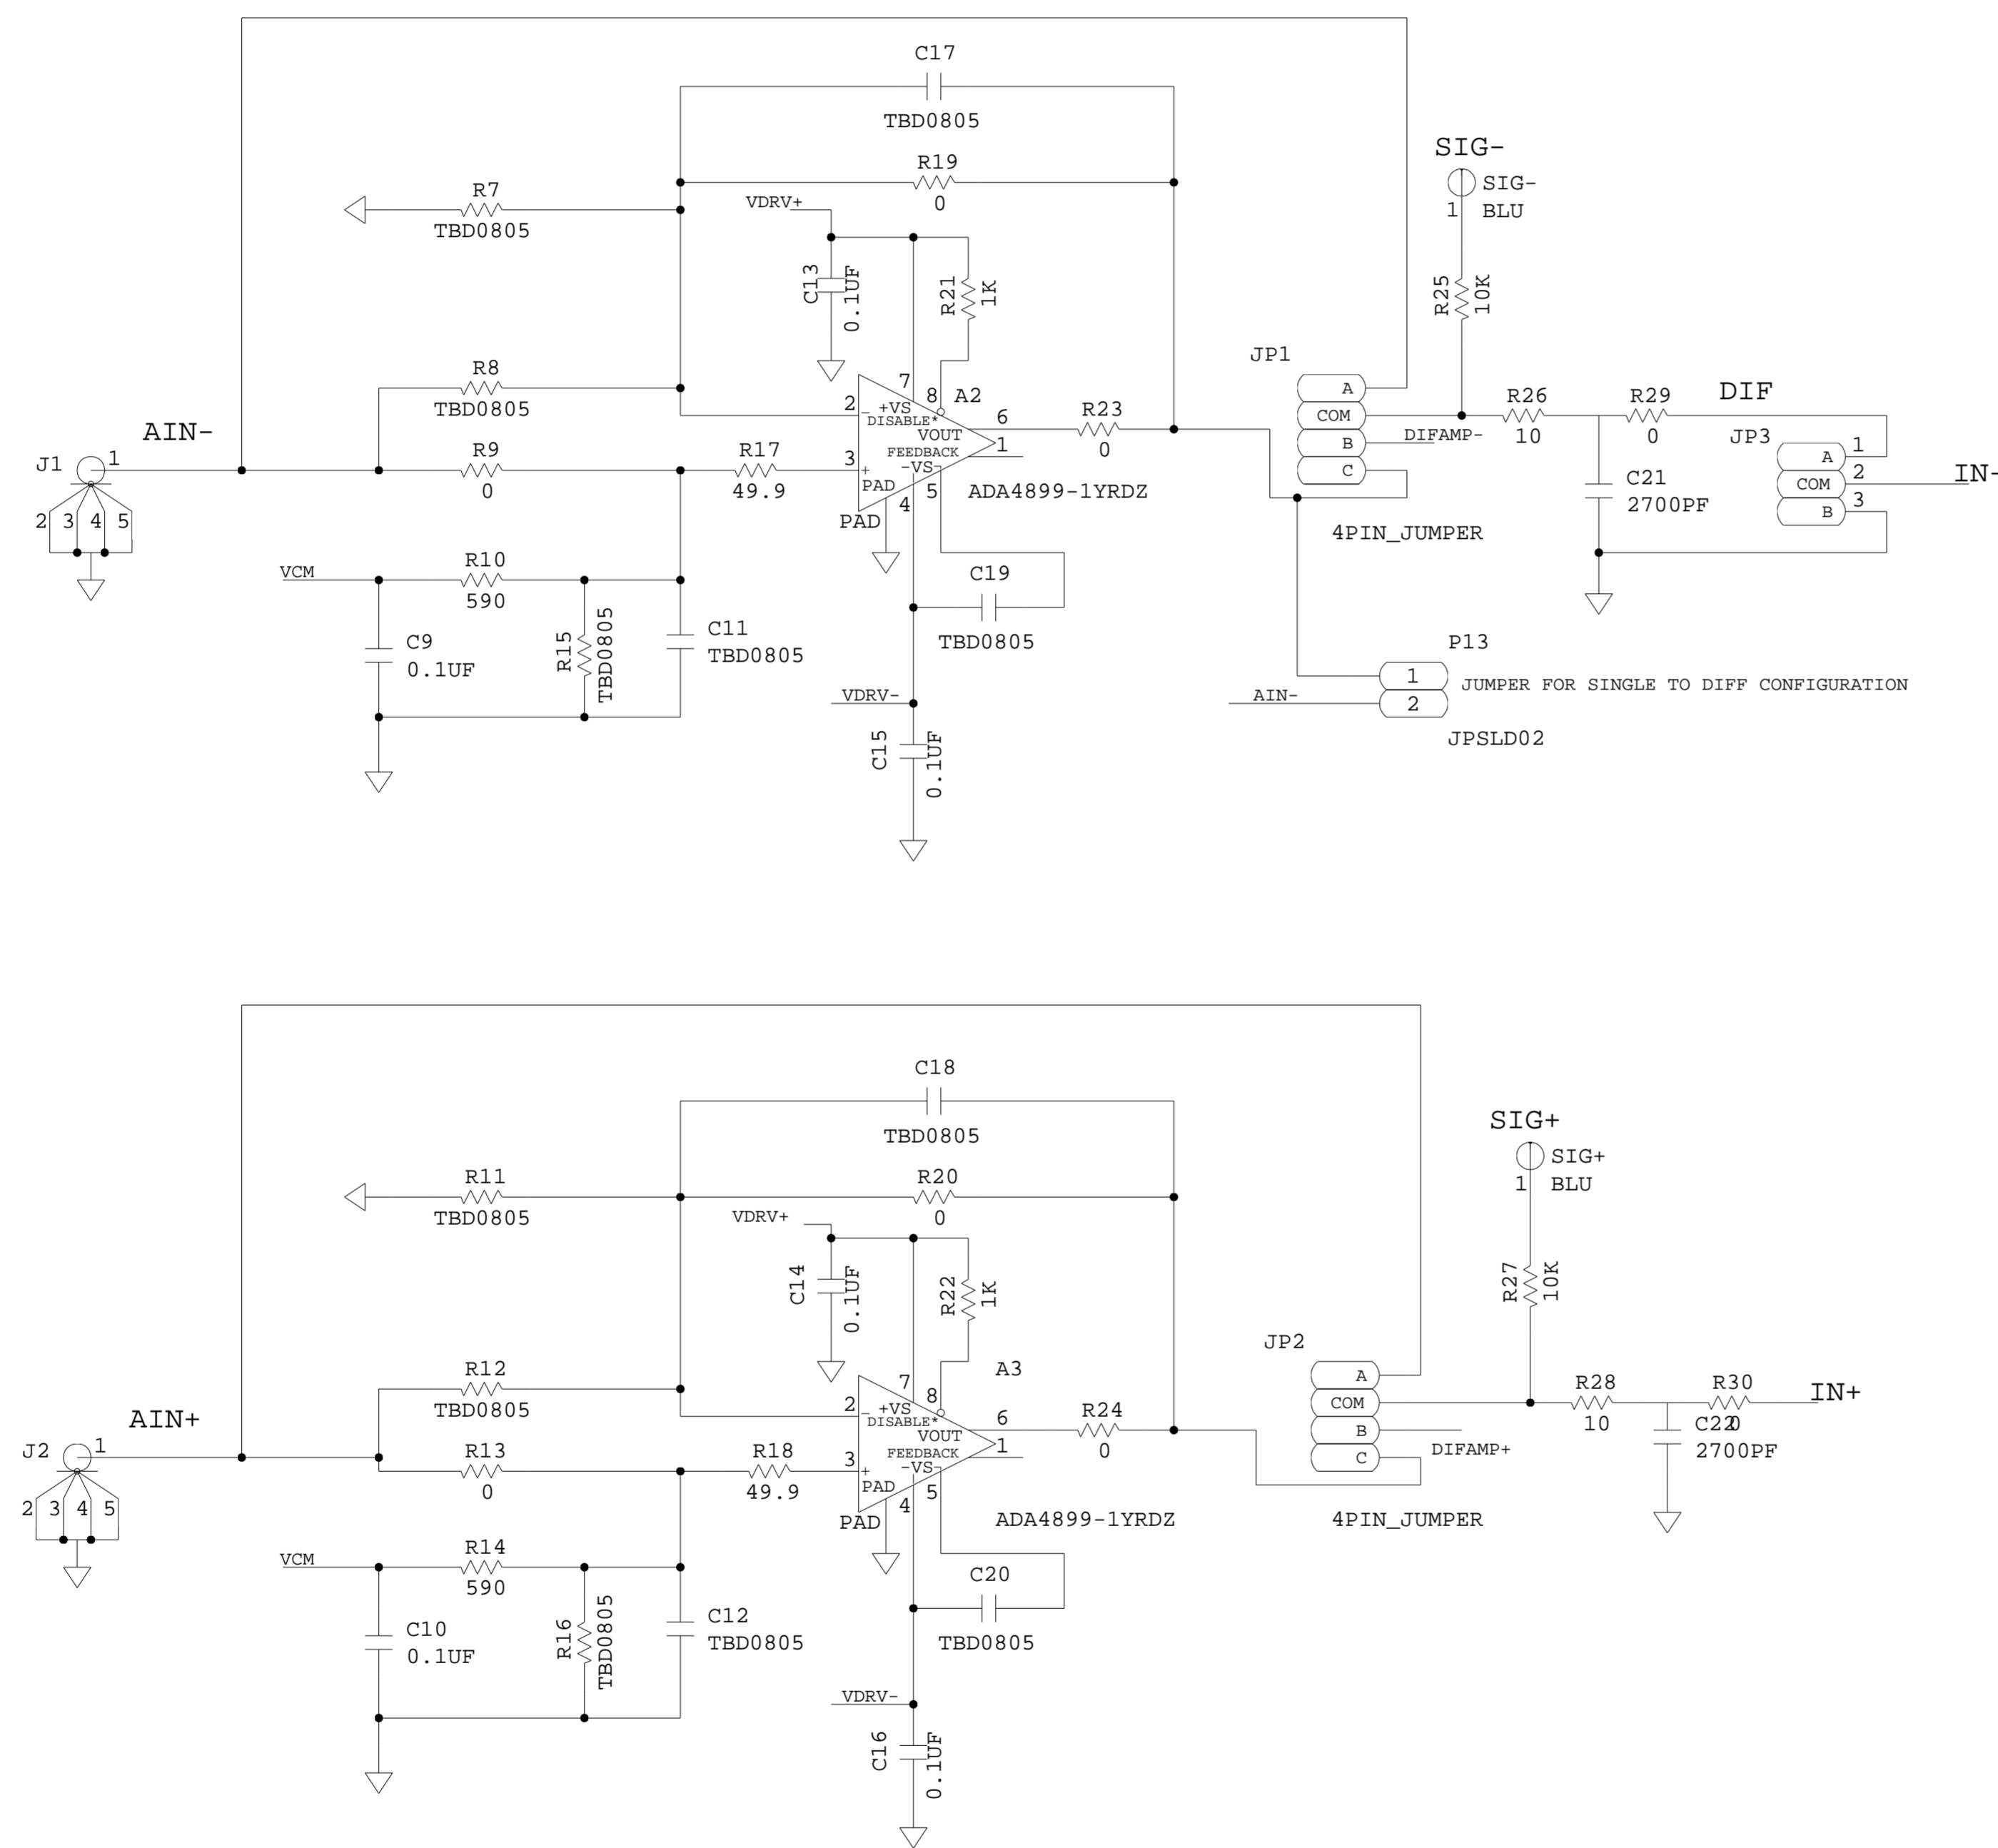 C17
TBD0805
R19
0
R7
TBD0805
VDRV+
C13
0.1UF
R21
1K
SIG-
SIG-
1
BLU
R25
10K
R8
TBD0805
AIN-
J1
1
2
3
4
5
R9
0
R17
49.9
2
3
7
8
A2
-
+VS
DISABLE*
VOUT
FEEDBACK
-VS
+
PAD
6
1
4
5
PAD
ADA4899-1YRDZ
R23
0
JP1
A
COM
B
C
DIFAMP-
4PIN_JUMPER
R26
10
R29
0
DIF
JP3
A
COM
B
1
2
3
IN-
C21
2700PF
VCM
R10
590
C9
0.1UF
R15
TBD0805
C11
TBD0805
C19
TBD0805
VDRV-
C15
0.1UF
P13
1
2
JUMPER FOR SINGLE TO DIFF CONFIGURATION
AIN-
JPSLD02
C18
TBD0805
R11
TBD0805
R20
0
VDRV+
C14
0.1UF
R22
1K
SIG+
SIG+
1
BLU
R27
10K
R12
TBD0805
AIN+
J2
1
2
3
4
5
R13
0
R18
49.9
2
3
7
8
A3
-
+VS
DISABLE*
VOUT
FEEDBACK
-VS
+
PAD
6
1
4
5
PAD
ADA4899-1YRDZ
R24
0
JP2
A
COM
B
C
DIFAMP+
4PIN_JUMPER
R28
10
R30
0
IN+
C22
2700PF
VCM
R14
590
C10
0.1UF
R16
TBD0805
C12
TBD0805
C20
TBD0805
VDRV-
C16
0.1UF